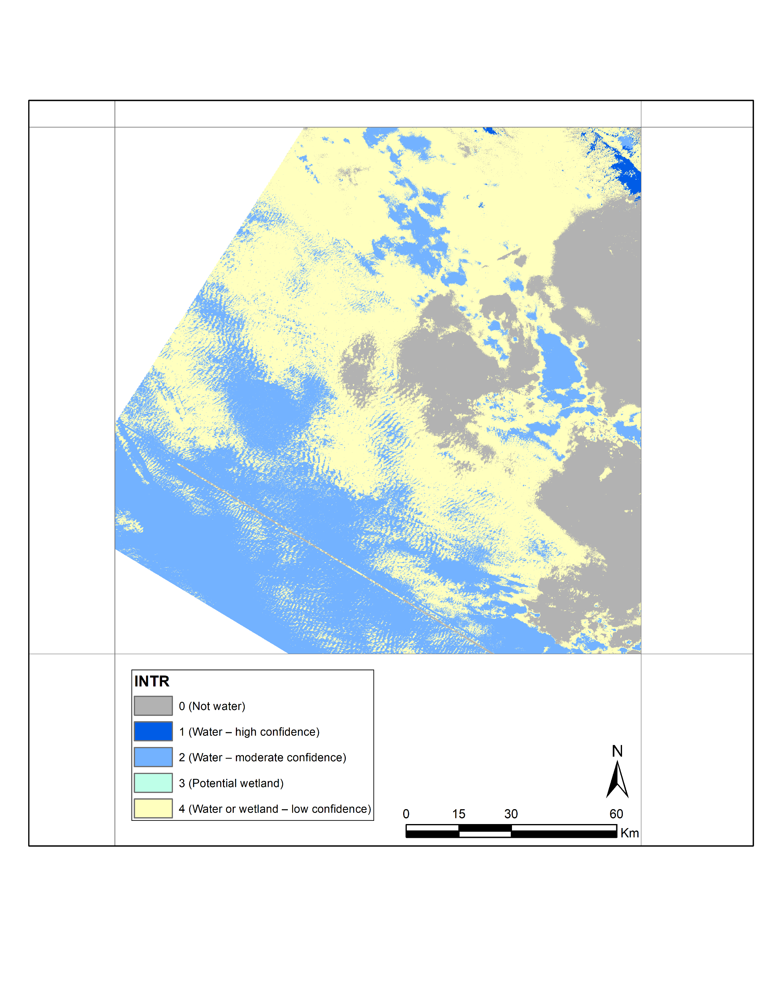 INTR
0 (Not water)
1 (Water – high confidence)
2 (Water – moderate confidence)
3 (Potential wetland)
4 (Water or wetland – low confidence)
N
0 15 30 60
Km